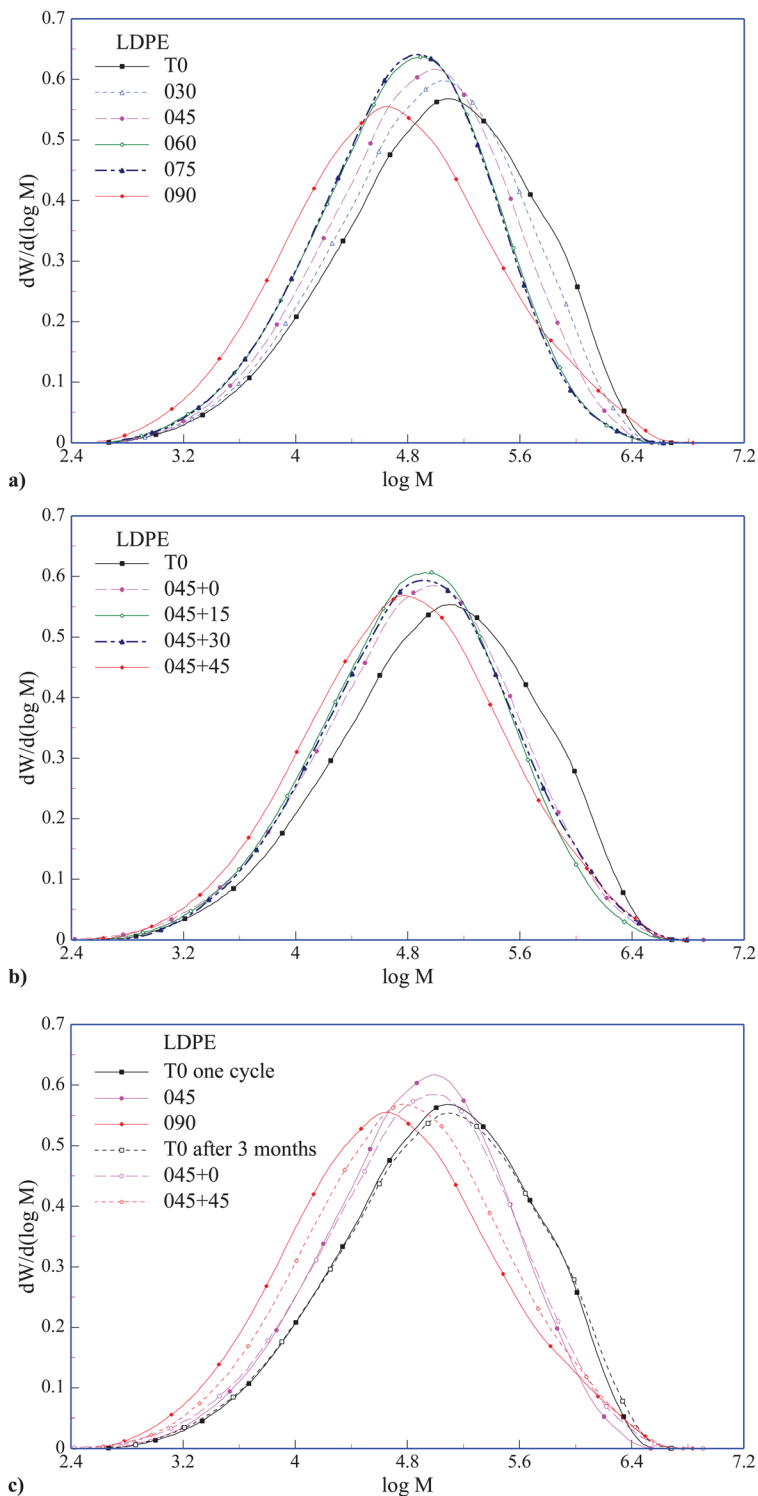 0.7
LDPE
T0
030
045
060
075
090
0.6
0.5
0.4
0.3
0.2
0.1
0
dW/d(log M)
2.4 3.2 4 4.8 5.6 6.4 7.2
log M
a)
0.7
LDPE
T0
045+0
045+15
045+30
045+45
0.6
0.5
0.4
0.3
0.2
0.1
0
dW/d(log M)
2.4 3.2 4 4.8 5.6 6.4 7.2
log M
b)
0.7
LDPE
T0 one cycle
045
090
T0 after 3 months
045+0
045+45
0.6
0.5
0.4
0.3
0.2
0.1
0
dW/d(log M)
2.4 3.2 4 4.8 5.6 6.4 7.2
log M
c)